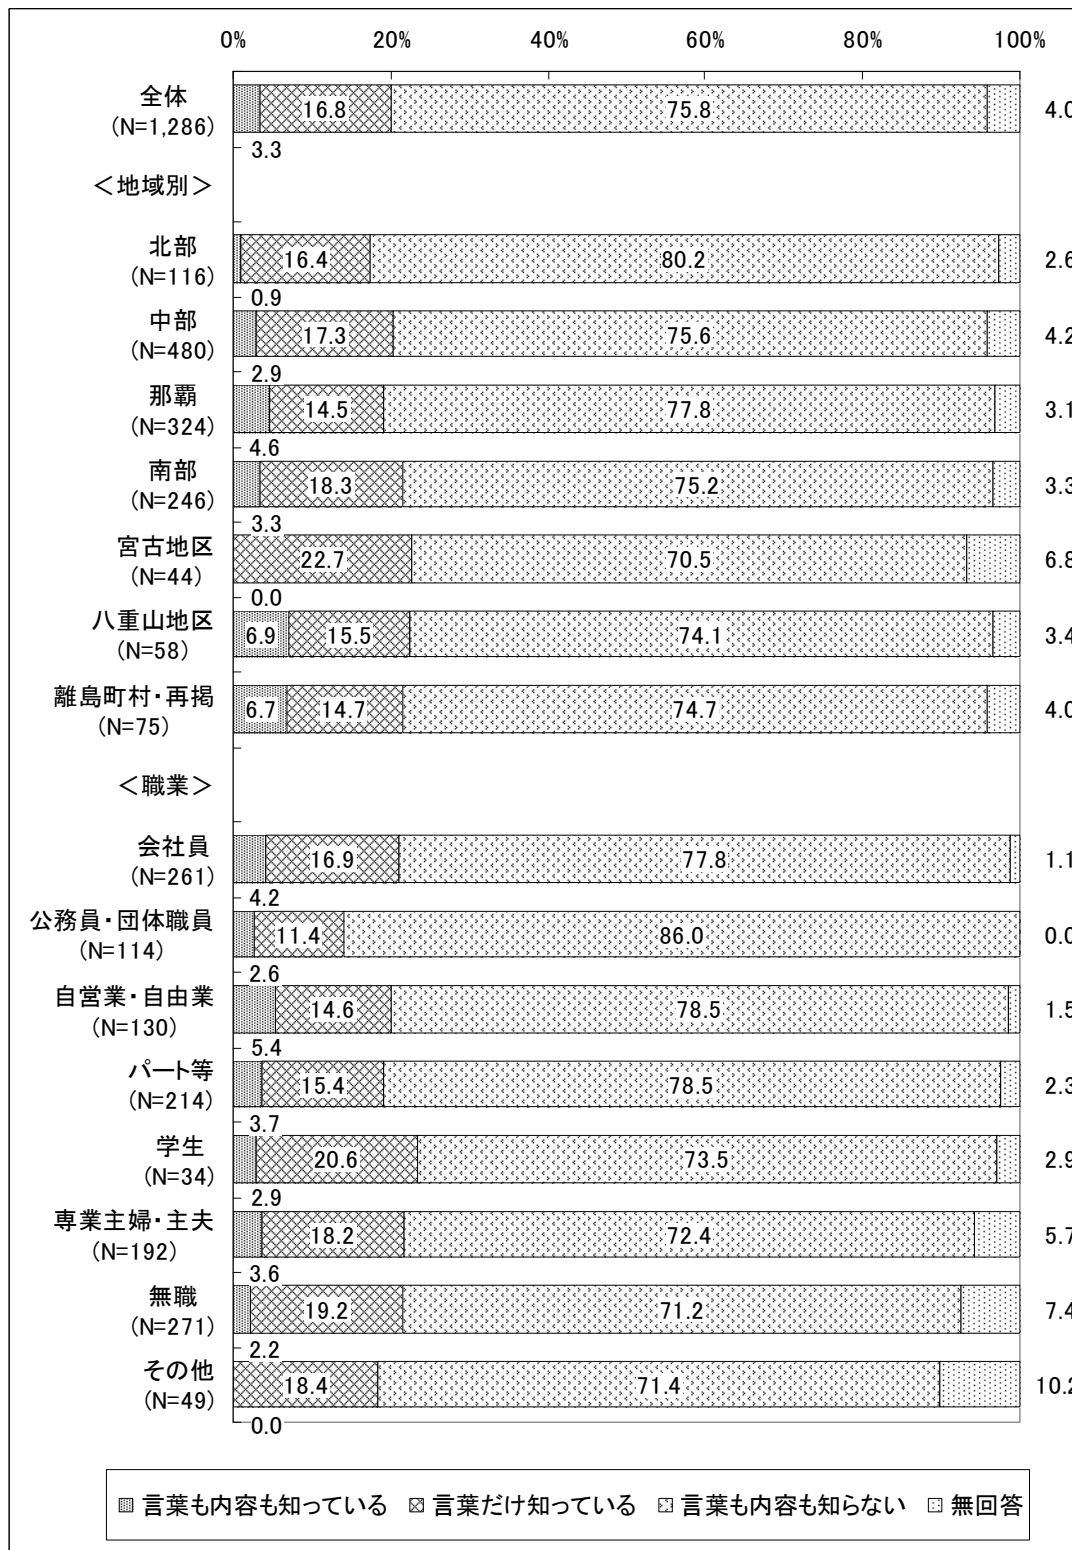 0% 20% 40% 60% 80% 100%
全体 16.8 75.8 4.0
(N=1,286)
3.3
＜地域別＞
北部 16.4 80.2 2.6
(N=116)
0.9
中部 17.3 75.6 4.2
(N=480)
2.9
那覇 14.5 77.8 3.1
(N=324)
4.6
南部 18.3 75.2 3.3
(N=246)
3.3
宮古地区 22.7 70.5 6.8
(N=44)
0.0
八重山地区 6.9 15.5 74.1 3.4
(N=58)
離島町村・再掲 6.7 14.7 74.7 4.0
(N=75)
＜職業＞
会社員 16.9 77.8 1.1
(N=261)
4.2
公務員・団体職員 11.4 86.0 0.0
(N=114)
2.6
自営業・自由業 14.6 78.5 1.5
(N=130)
5.4
パート等 15.4 78.5 2.3
(N=214)
3.7
学生 20.6 73.5 2.9
(N=34)
2.9
専業主婦・主夫 18.2 72.4 5.7
(N=192)
3.6
無職 19.2 71.2 7.4
(N=271)
2.2
その他 18.4 71.4 10.2
(N=49)
0.0
言葉も内容も知っている 言葉だけ知っている 言葉も内容も知らない 無回答